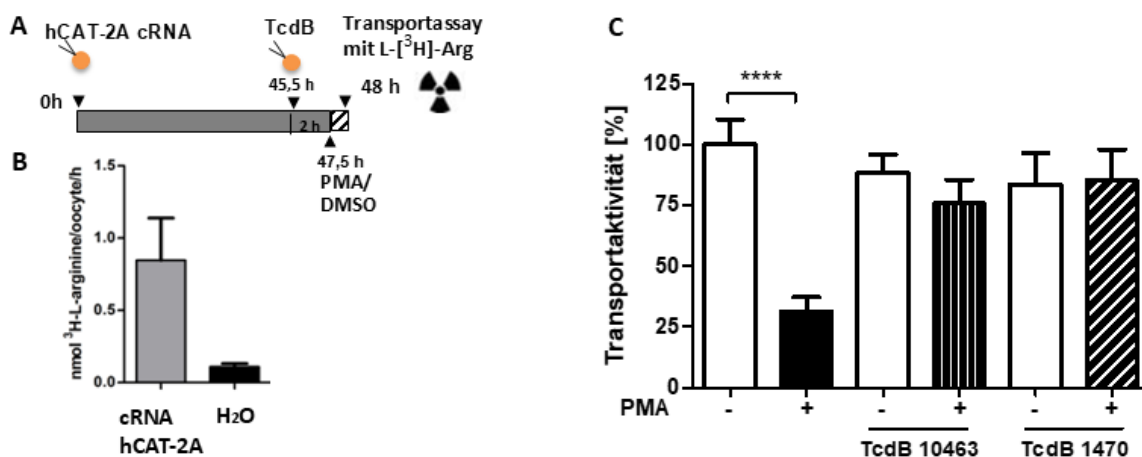 A
hCAT-2A cRNA
TcdB
Transportassay
mit L-[³H]-Arg
45,5 h
48 h
0h
2 h
47,5 h
PMA/
DMSO
B
nmol ³H-L-arginine/oocyte/h
1.5
1.0
0.5
0.0
cRNA
hCAT-2A
H2O
C
Transportaktivität [%]
125
100
75
50
25
0
****
PMA - + - + - +
TcdB 10463 TcdB 1470